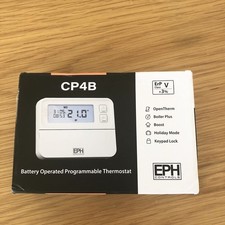 CP4B
ErP
V
+3%
21.0
OpenTherm
Boiler Plus
Boost
Holiday Mode
Keypad Lock
EPH
Battery Operated Programmable Thermostat
EPH
CONTROLS